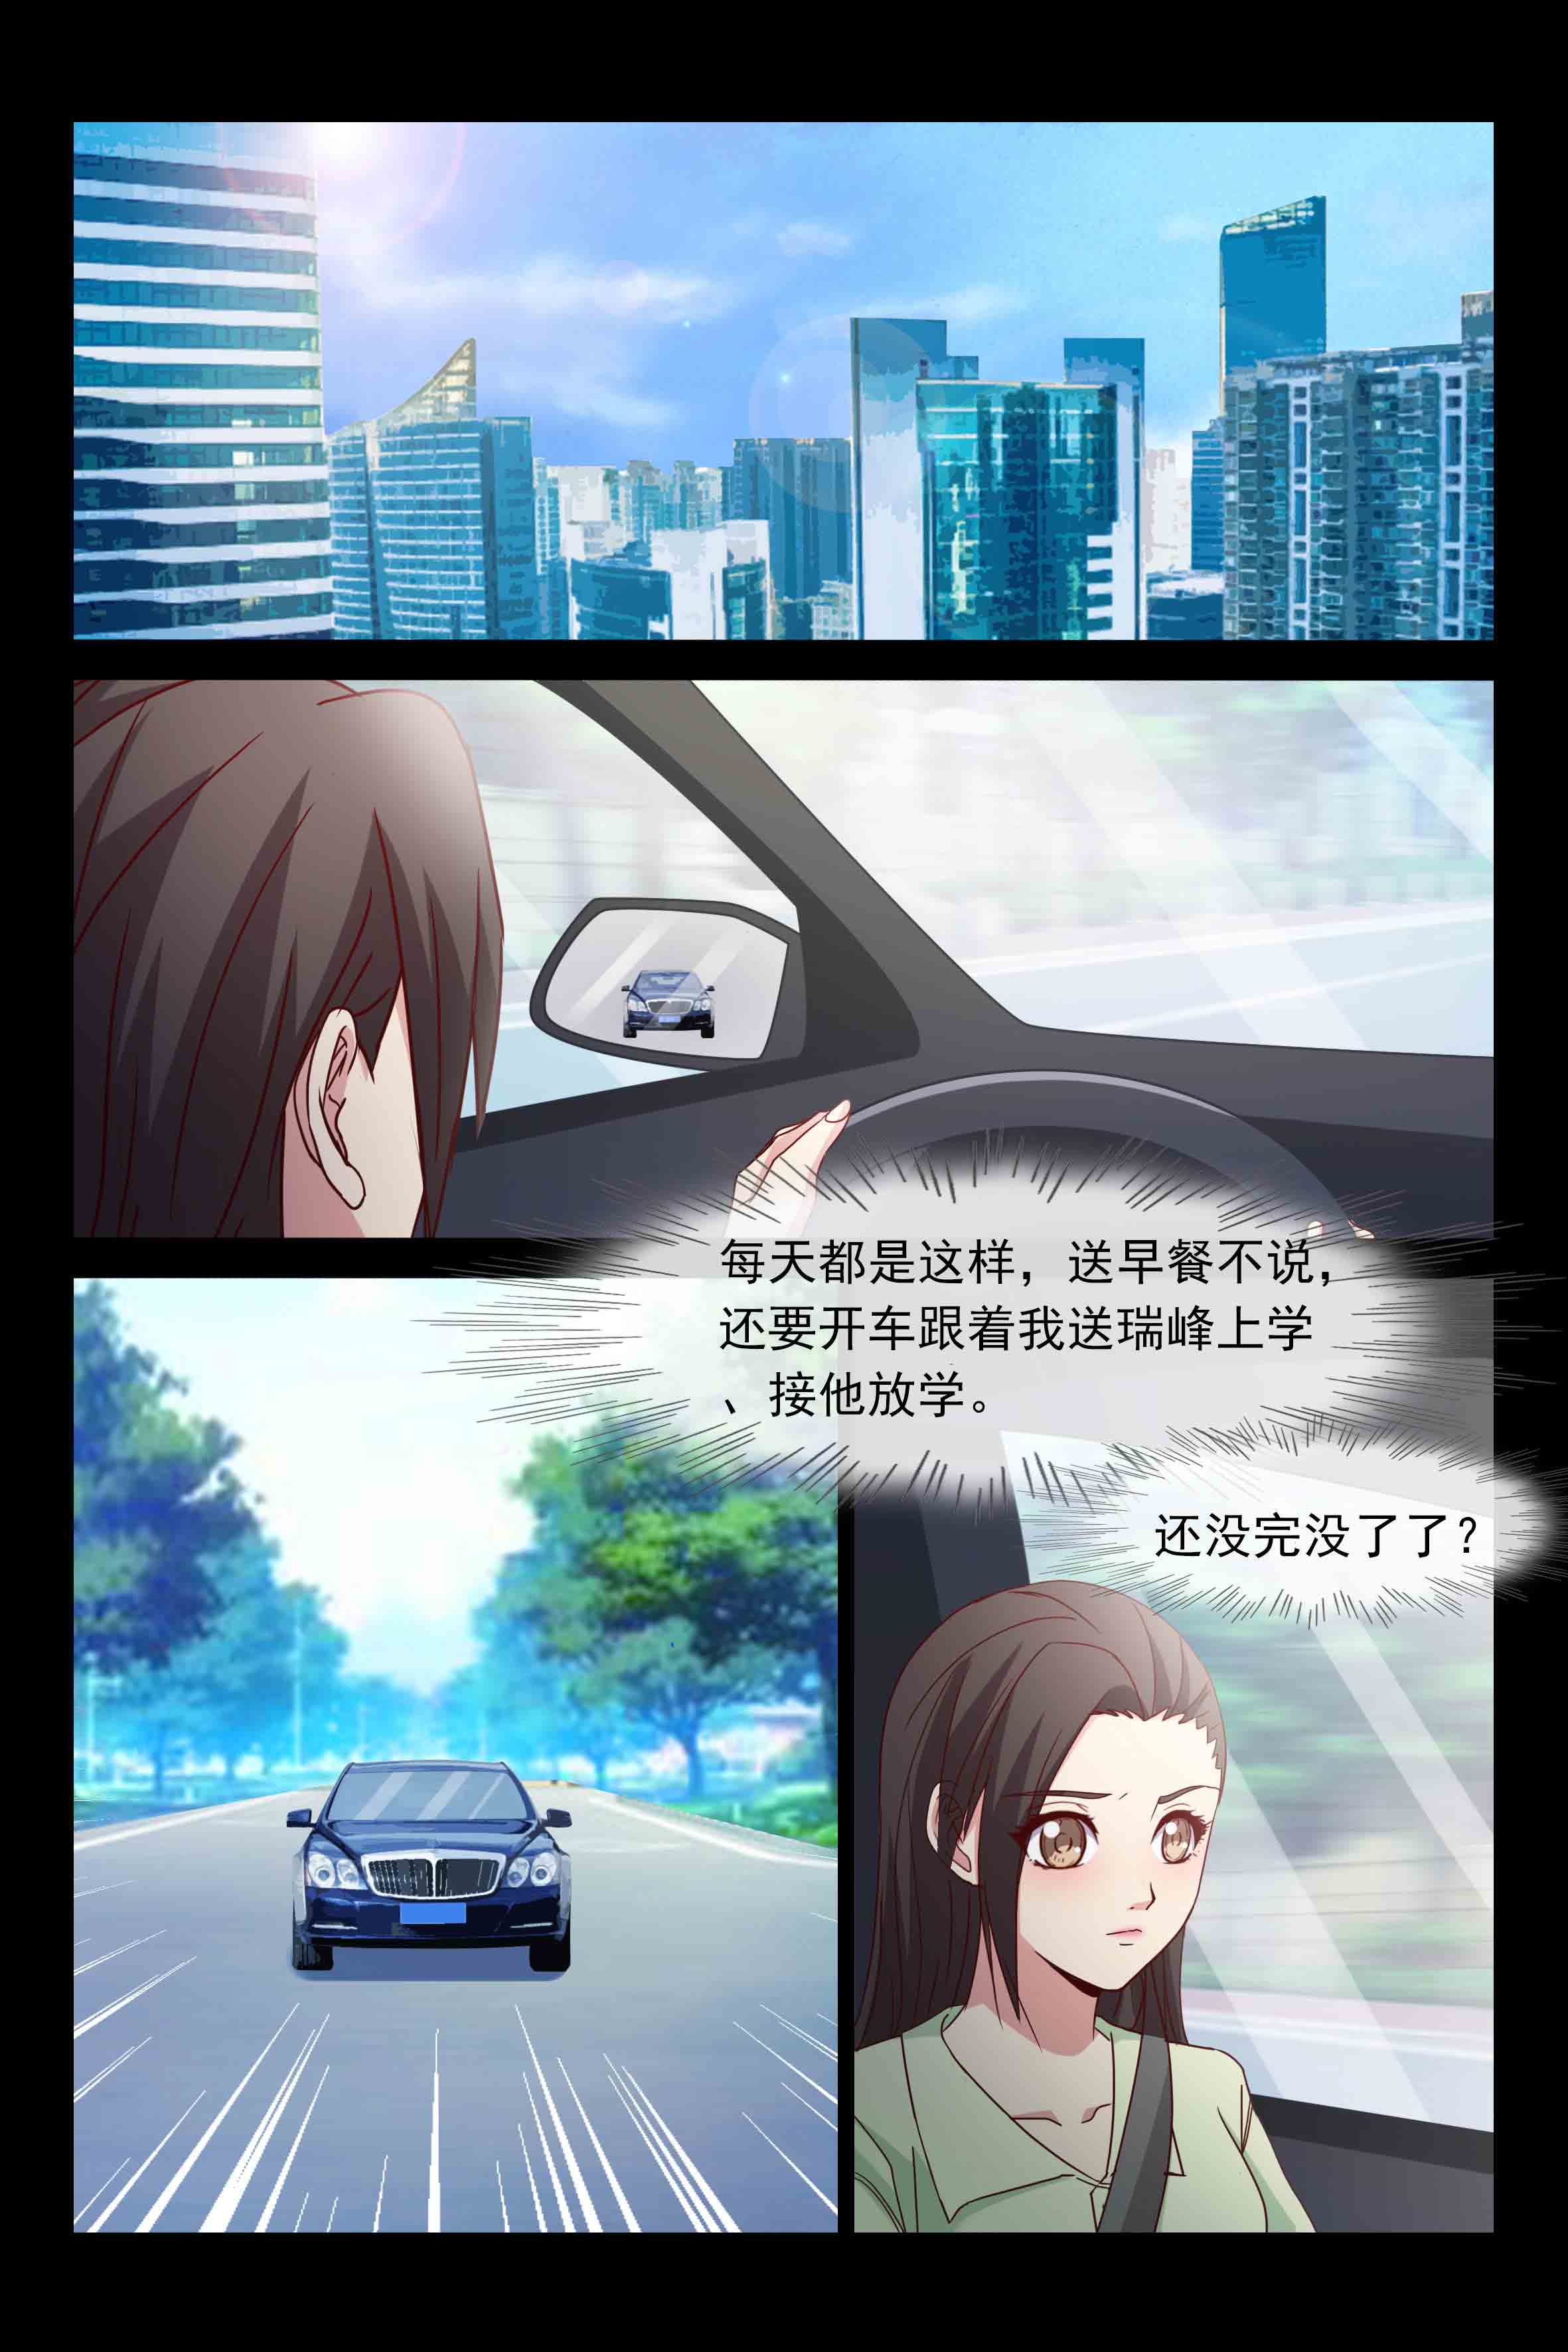 每天都是这样，送早餐不说，
还要开车跟着我送瑞峰上学
、接他放学。
还没完没了了？